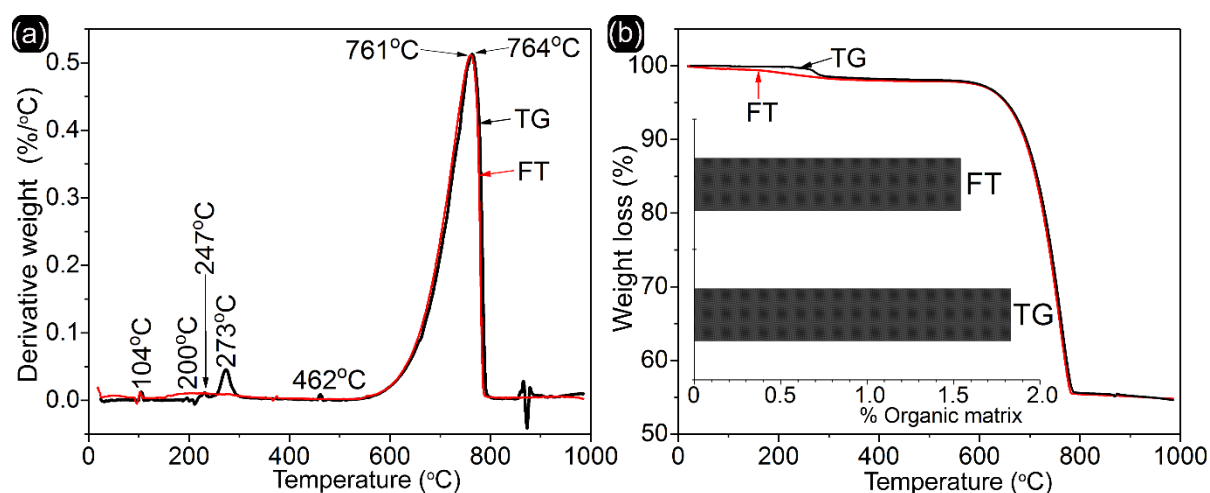 (a)
761°C
764°C
0.5
0.4
0.3
0.2
0.1
0.0
Derivative weight (%/°C)
TG
FT
104°C
200°C
247°C
273°C
462°C
0 200 400 600 800 1000
Temperature (°C)
(b)
100
90
80
70
60
50
Weight loss (%)
TG
FT
FT
TG
0 0.5 1.0 1.5 2.0
% Organic matrix
0 200 400 600 800 1000
Temperature (°C)